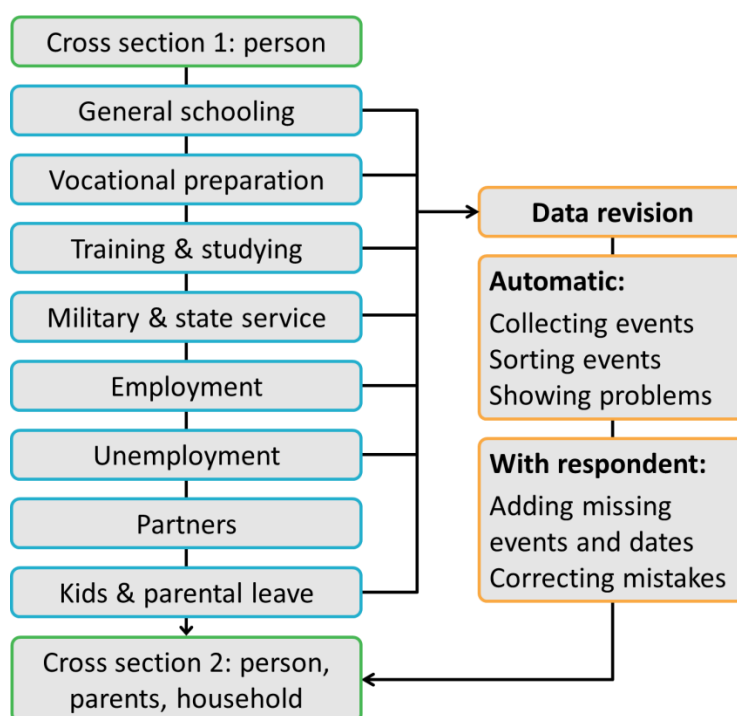 Cross section 1: person
General schooling
Vocational preparation
Training & studying
Military & state service
Employment
Unemployment
Partners
Kids & parental leave
Cross section 2: person,
parents, household
Data revision
Automatic:
Collecting events
Sorting events
Showing problems
With respondent:
Adding missing
events and dates
Correcting mistakes